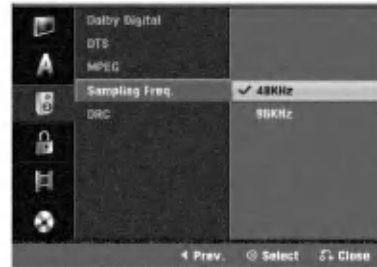 Dolby Digital
DTS
MPEG
Sampling Freq.
✓ 48KHz
DRC
96KHz
A
◄ Prev.
Select
Close